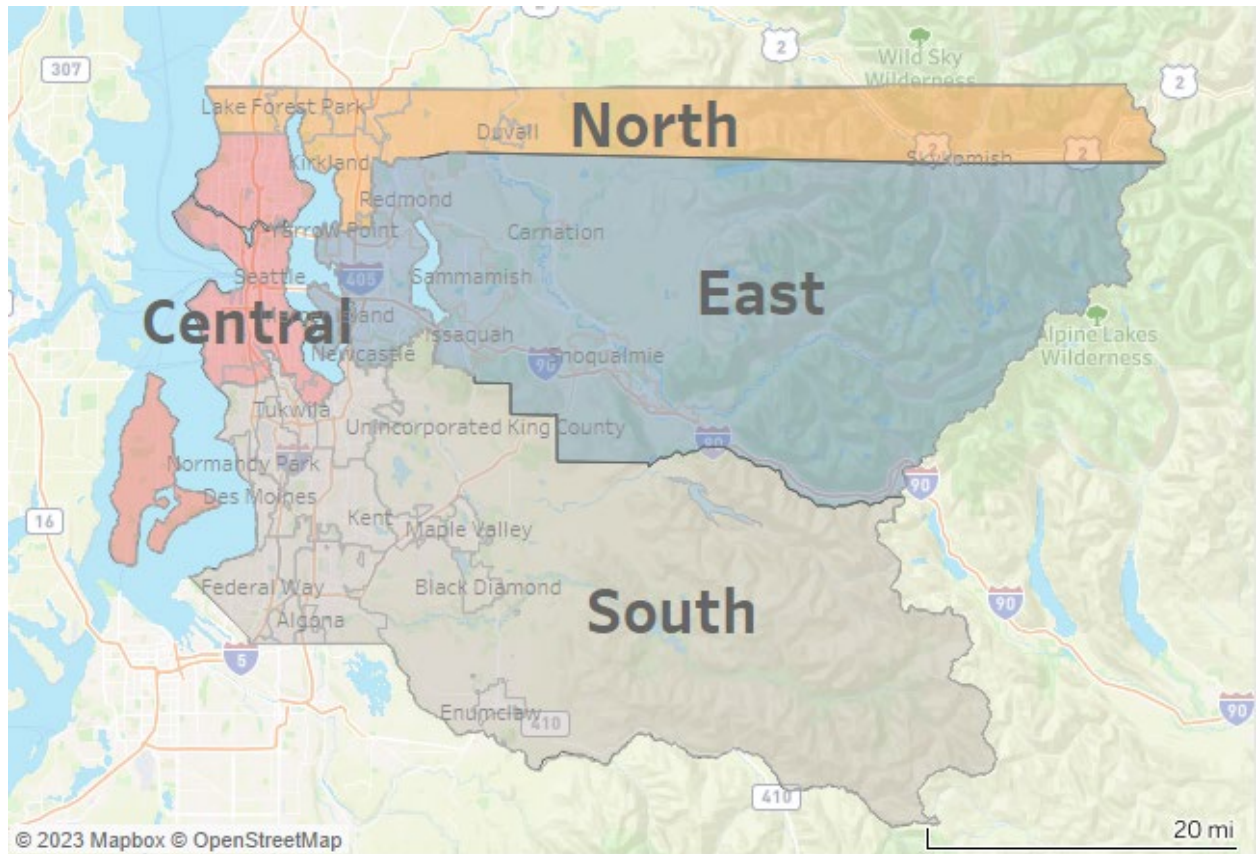 2
307
Wild Sky
Wilderness
2
Lake Forest Park
North
Duvall
2
2
Skykomish
Kirkland
Redmond
Yarrow Point
Carnation
Seattle
405
Sammamish
East
Central
Mercer Island
Issaquah
Newcastle
90
Snoqualmie
Alpine Lakes
Wilderness
Tukwila
Unincorporated King County
90
Normandy Park
Des Moines
90
16
Kent
Maple Valley
Federal Way
Black Diamond
South
90
Algona
5
Enumclaw
410
90
410
© 2023 Mapbox © OpenStreetMap
20 mi